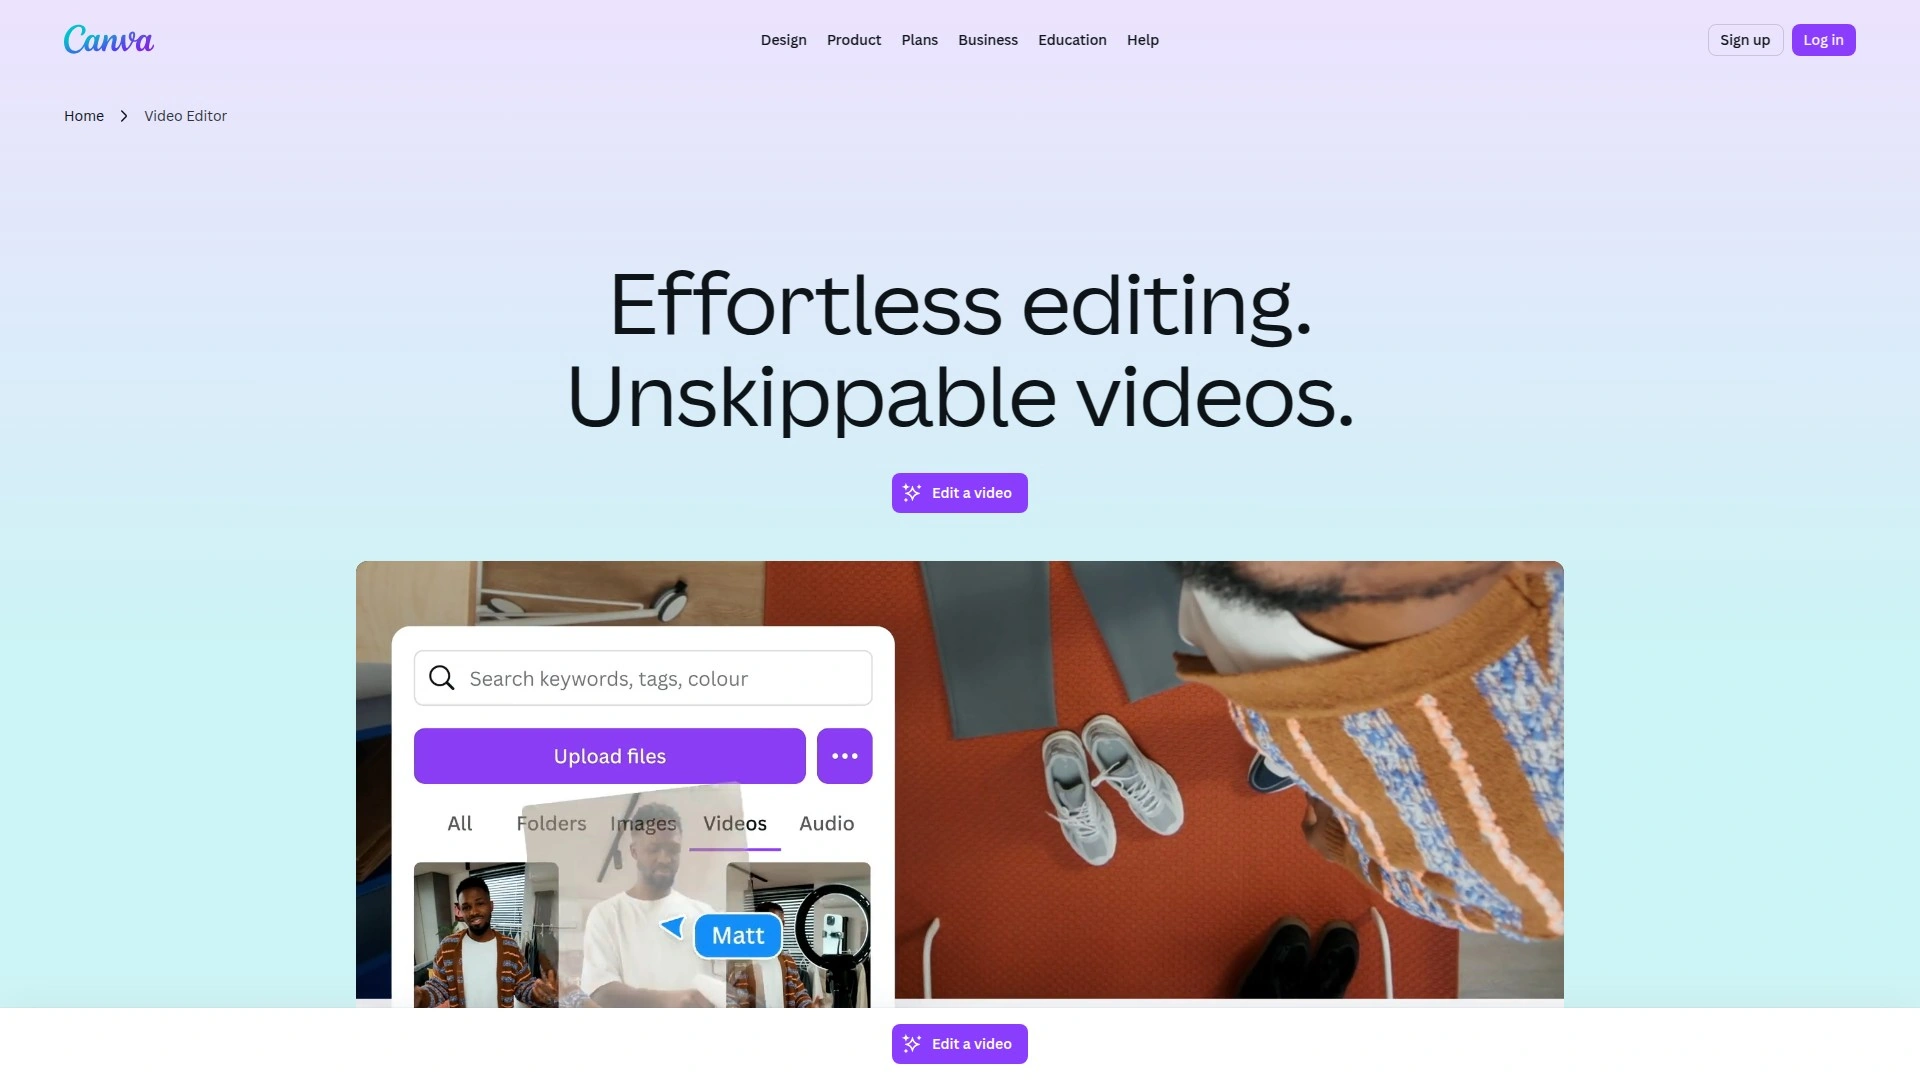 Canva
Design Product Plans Business Education Help
Sign up
Log in
Home
Video Editor
Effortless editing.
Unskippable videos.
Edit a video
Search keywords, tags, colour
Upload files
All Folders Images Videos Audio
Matt
Edit a video